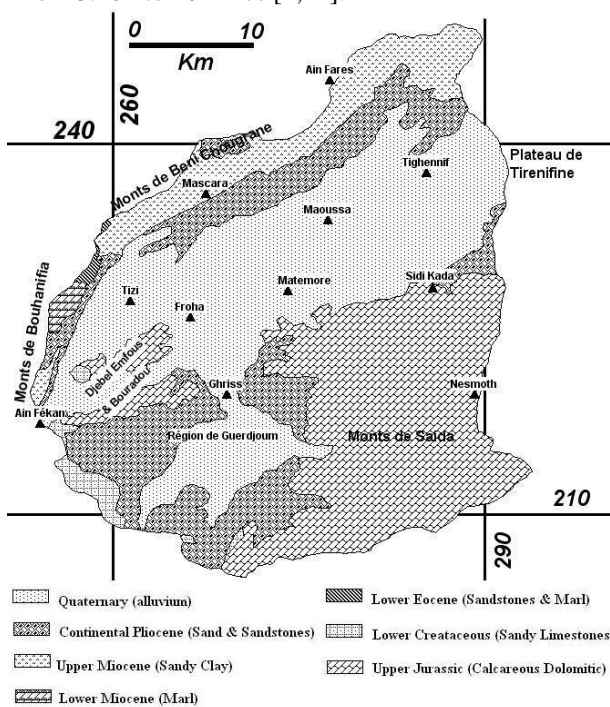 0 10
Km
260
240
Ain Fares
Monts de Beni Chougrane
Mascara
Tighennif
Plateau de
Tirenifine
Maoussa
Monts de Bouhanifia
Tizi
Froha
Matemore
Sidi Kada
Djebel Emfous
& Bouradou
Ain Fékan
Ghriss
Nesmoth
Région de Guerdjoum
Monts de Saida
210
290
Quaternary (alluvium)
Continental Pliocene (Sand & Sandstones)
Upper Miocene (Sandy Clay)
Lower Miocene (Marl)
Lower Eocene (Sandstones & Marl)
Lower Creataceous (Sandy Limestones
Upper Jurassic (Calcareous Dolomitic)